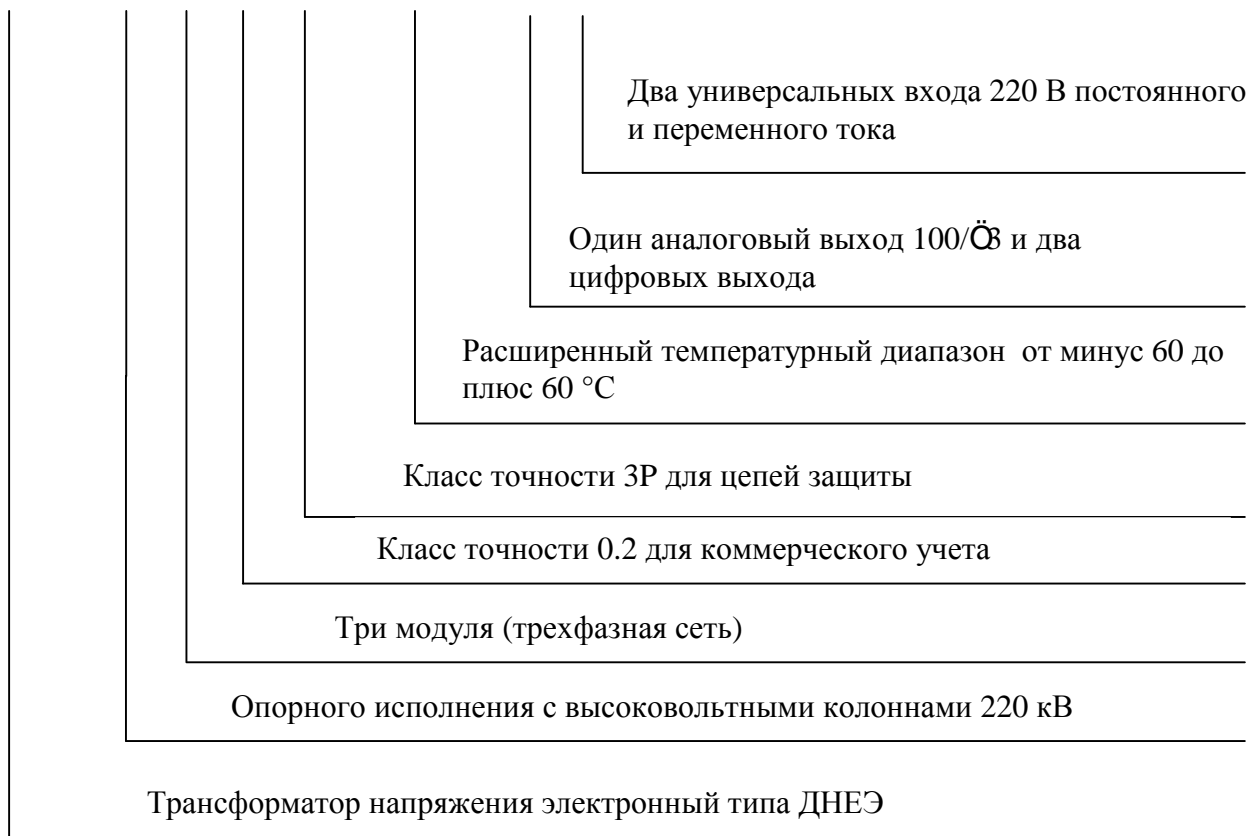 Два универсальных входа 220 В постоянного
и переменного тока
Один аналоговый выход 100/Ö3 и два
цифровых выхода
Расширенный температурный диапазон от минус 60 до
плюс 60 °С
Класс точности 3Р для цепей защиты
Класс точности 0.2 для коммерческого учета
Три модуля (трехфазная сеть)
Опорного исполнения с высоковольтными колоннами 220 кВ
Трансформатор напряжения электронный типа ДНЕЭ